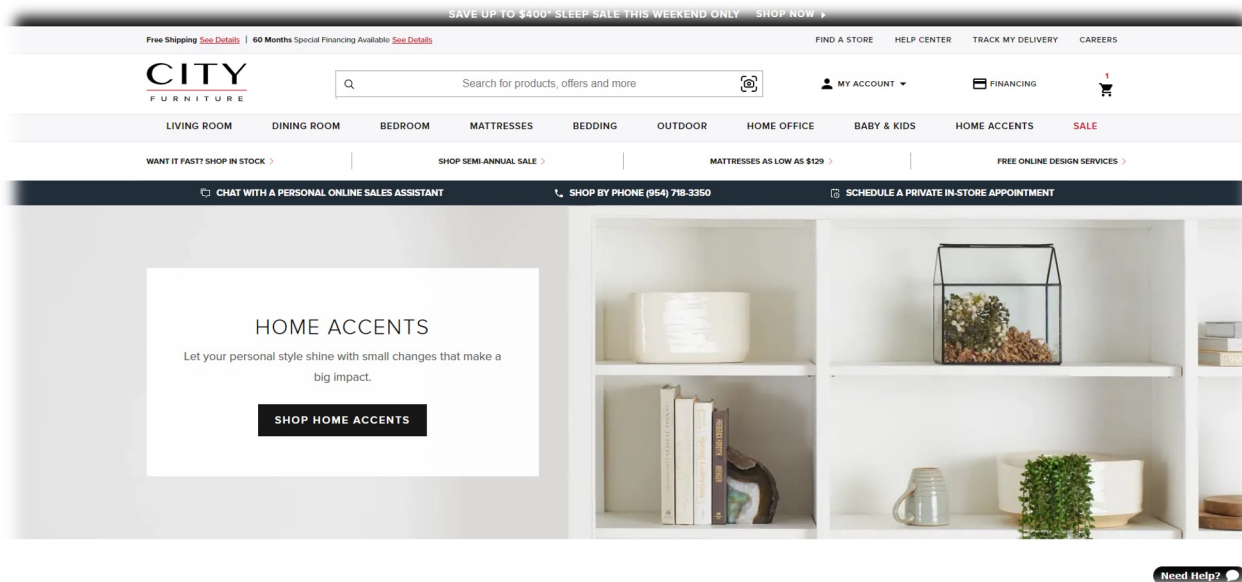 SAVE UP TO $400* SLEEP SALE THIS WEEKEND ONLY SHOP NOW
Free Shipping See Details | 60 Months Special Financing Available See Details
FIND A STORE HELP CENTER TRACK MY DELIVERY CAREERS
CITY
FURNITURE
Search for products, offers and more
MY ACCOUNT
FINANCING
1
LIVING ROOM DINING ROOM BEDROOM MATTRESSES BEDDING OUTDOOR HOME OFFICE BABY & KIDS HOME ACCENTS SALE
WANT IT FAST? SHOP IN STOCK > SHOP SEMI-ANNUAL SALE > MATTRESSES AS LOW AS $129 > FREE ONLINE DESIGN SERVICES >
CHAT WITH A PERSONAL ONLINE SALES ASSISTANT SHOP BY PHONE (954) 718-3350 SCHEDULE A PRIVATE IN-STORE APPOINTMENT
HOME ACCENTS
Let your personal style shine with small changes that make a
big impact.
SHOP HOME ACCENTS
Need Help?